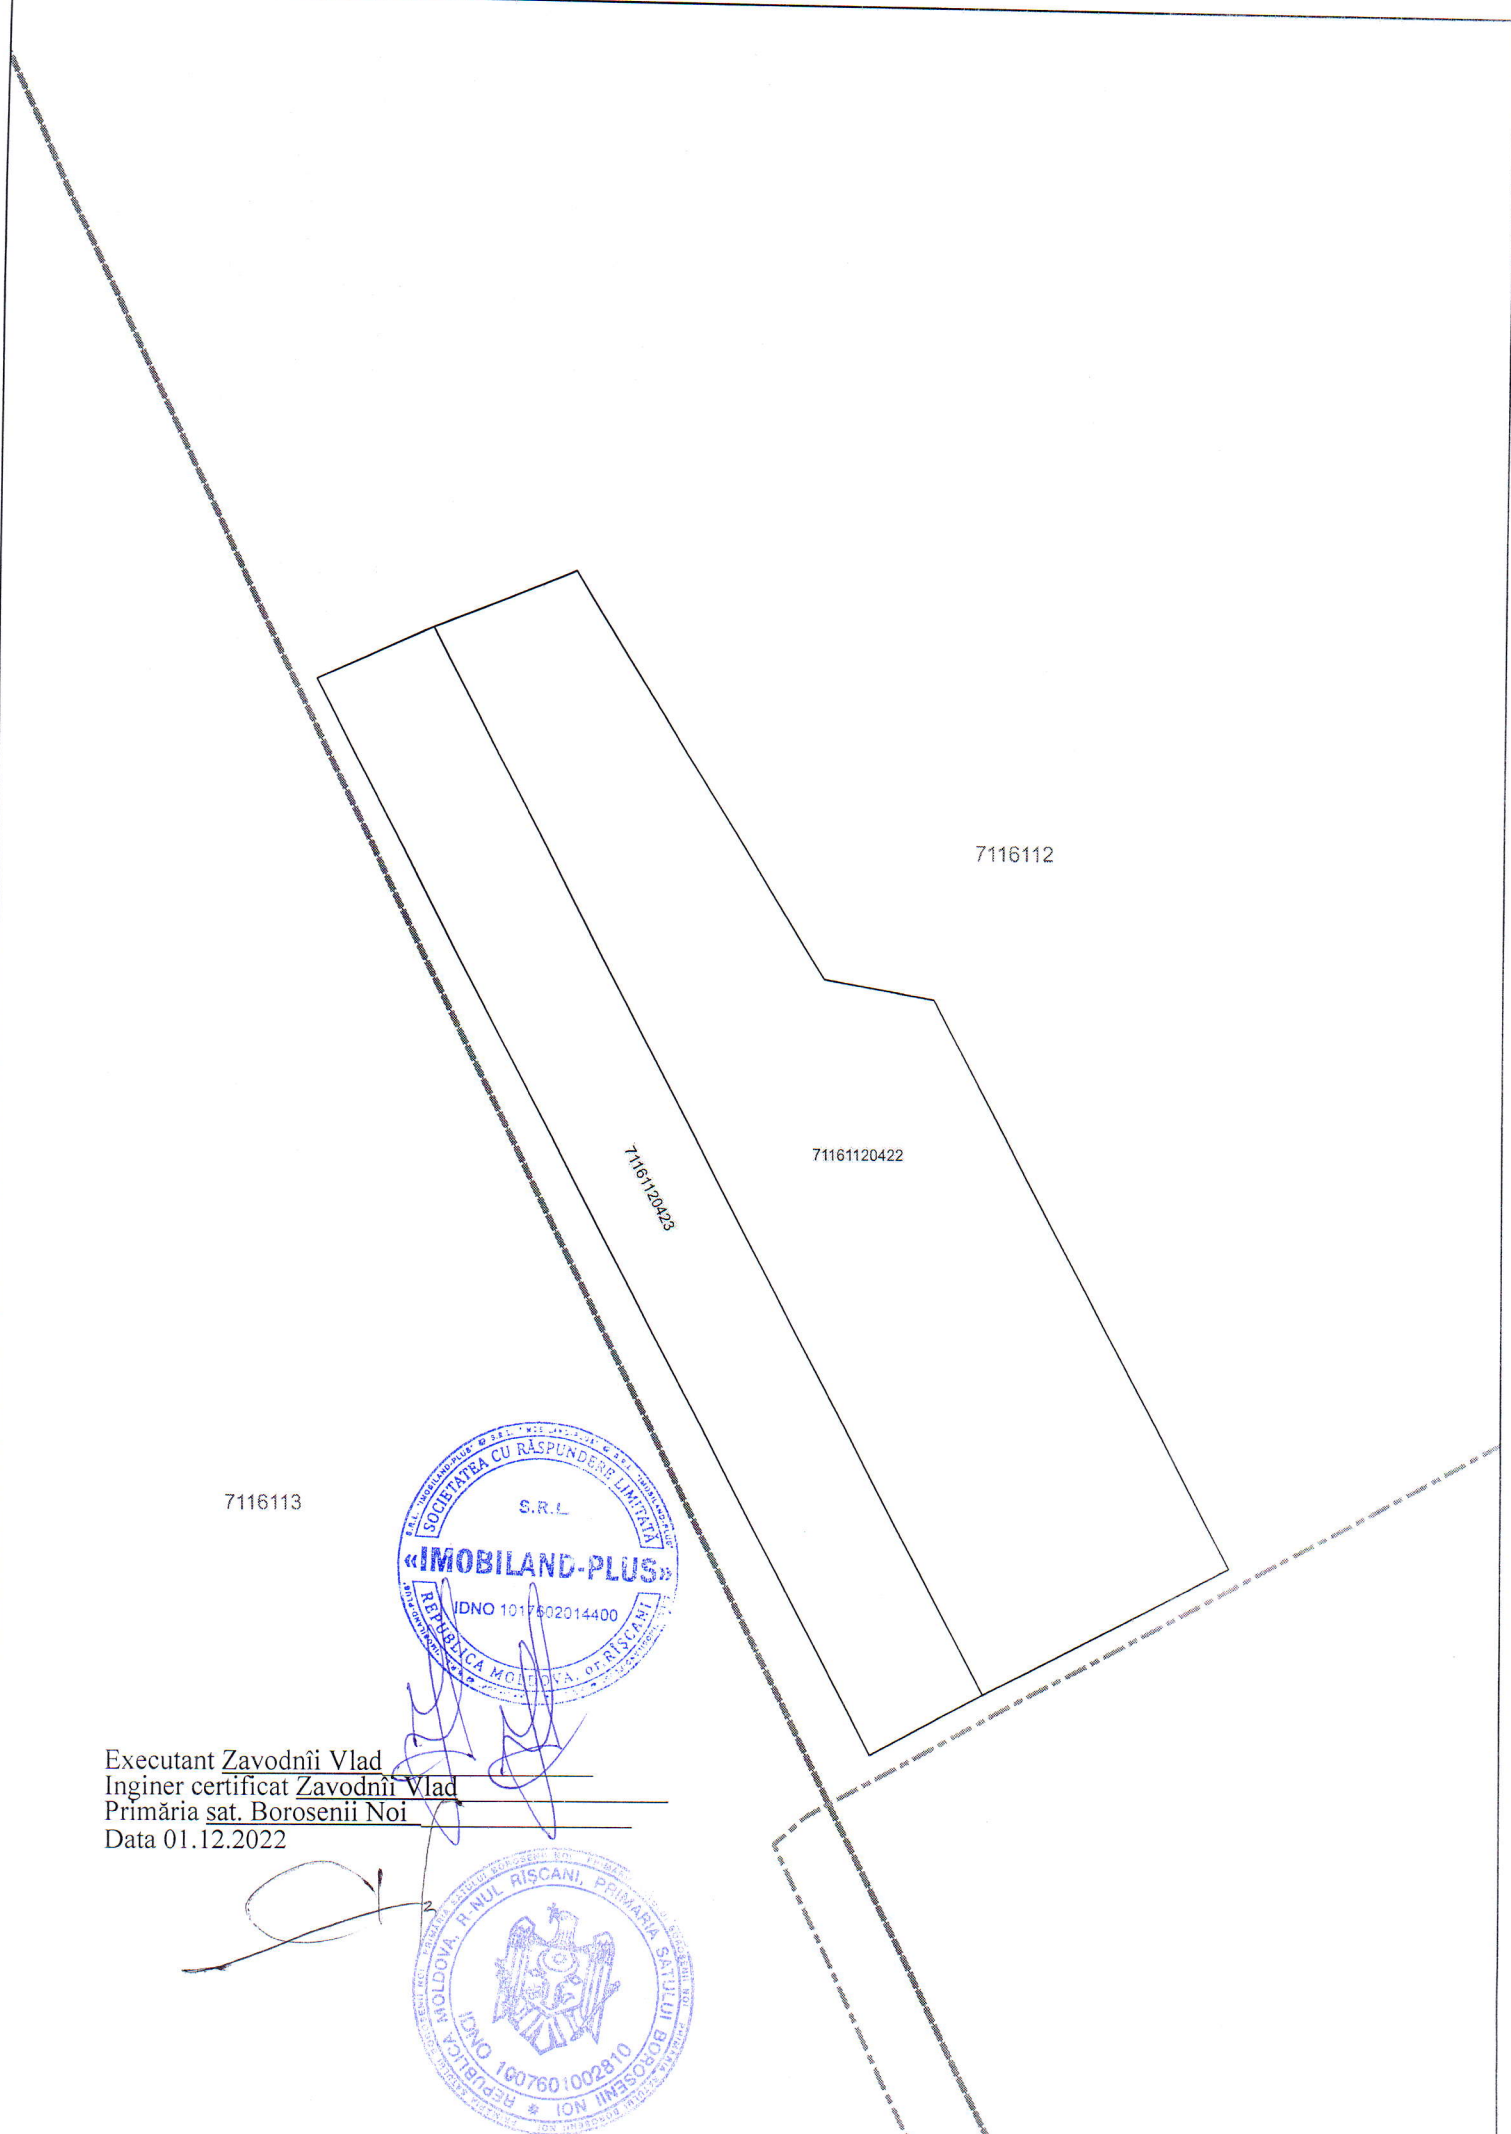 7116112
71161120422
71161120423
7116113
SOCIETATEA CU RĂSPUNDERE LIMITATĂ
S.R.L.
«IMOBILAND-PLUS»
IDNO 1017602014400
REPUBLICA MOLDOVA, or.RÎŞCANI
Executant Zavodnîi Vlad
Inginer certificat Zavodnîi Vlad
Primăria sat. Borosenii Noi
Data 01.12.2022
REPUBLICA MOLDOVA, R-NUL RÎŞCANI, PRIMARIA SATULUI BOROSENII NOI
IDNO 1007601002810